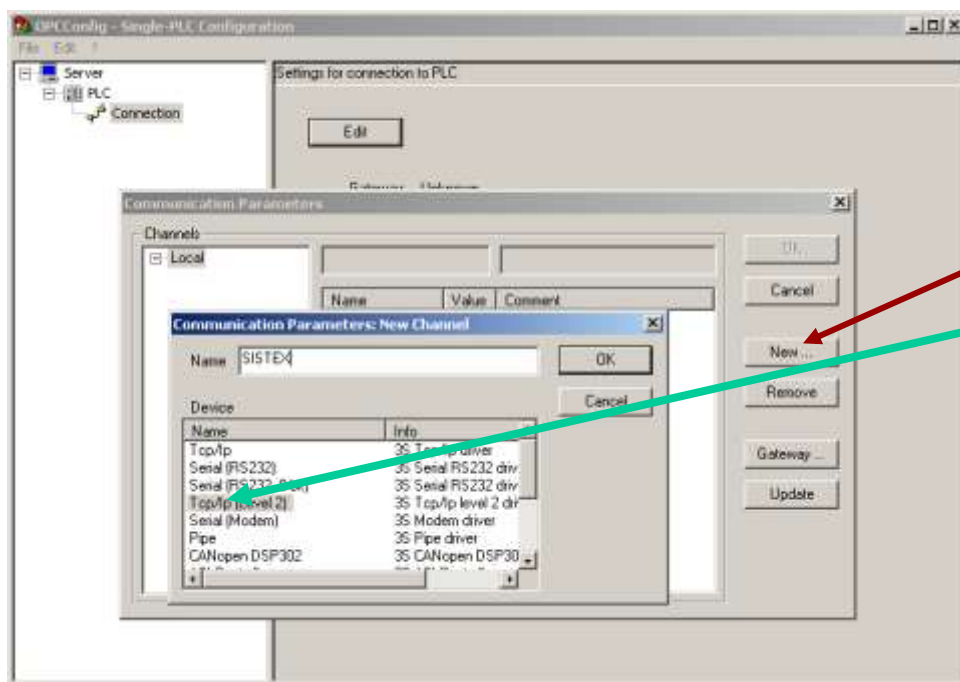 OPCConfig - Single-PLC Configuration
File Edit ?
Server
PLC
Connection
Settings for connection to PLC
Edit
Gateway Unknown
Communication Parameters
Channels
Local
OK
Cancel
New ...
Remove
Gateway ...
Update
Name Value Comment
Communication Parameters: New Channel
Name SISTEX
OK
Cancel
Device
Name Info
Tcp/Ip 3S Tcp/Ip driver
Serial (RS232) 3S Serial RS232 driv
Serial (RS232 3S Serial RS232 driv
Tcp/Ip (Level 2) 3S Tcp/Ip level 2 dri
Serial (Modem) 3S Modem driver
Pipe 3S Pipe driver
CANopen DSP302 3S CANopen DSP30